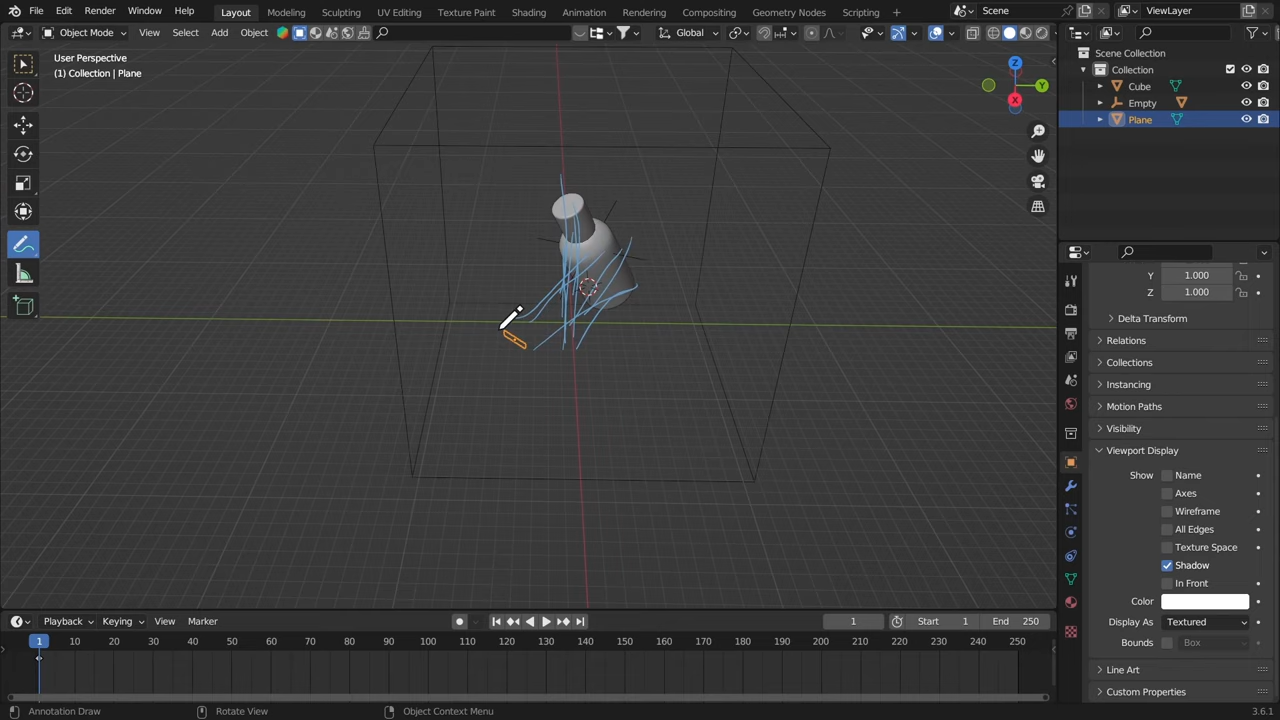 File Edit Render Window Help Layout Modeling Sculpting UV Editing Texture Paint Shading Animation Rendering Compositing Geometry Nodes Scripting Scene ViewLayer
Object Mode View Select Add Object Global
User Perspective
(1) Collection | Plane
Z
Y
X
Scene Collection
Collection
Cube
Empty
Plane
Y 1.000
Z 1.000
Delta Transform
Relations
Collections
Instancing
Motion Paths
Visibility
Viewport Display
Show Name
Axes
Wireframe
All Edges
Texture Space
Shadow
In Front
Color
Display As Textured
Bounds Box
Line Art
Custom Properties
Playback Keying View Marker 1 Start 1 End 250
1 10 20 30 40 50 60 70 80 90 100 110 120 130 140 150 160 170 180 190 200 210 220 230 240 250
Annotation Draw Rotate View Object Context Menu 3.6.1